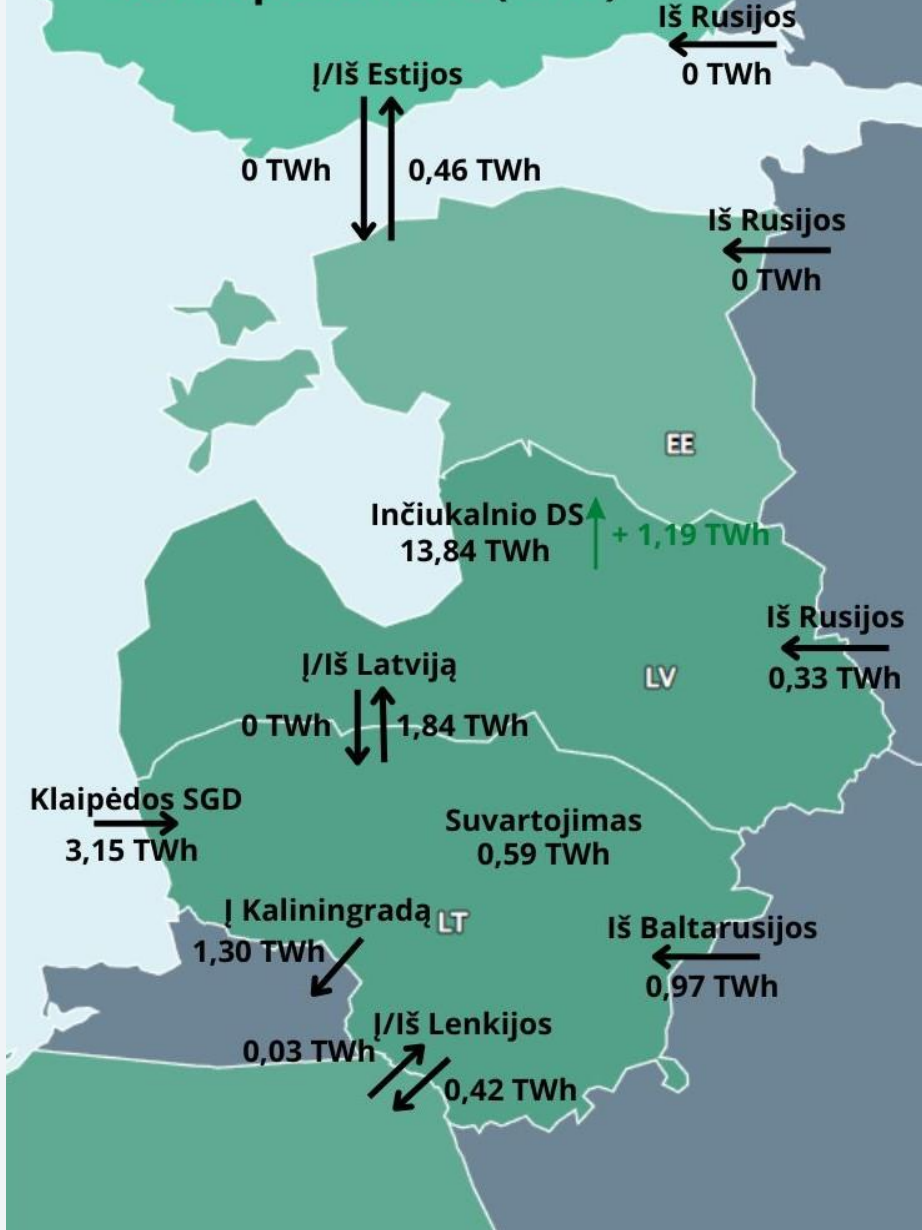 Iš Rusijos
0 TWh
Į/Iš Estijos
0 TWh
0,46 TWh
Iš Rusijos
0 TWh
EE
Inčiukalnio DS
13,84 TWh
+ 1,19 TWh
Iš Rusijos
0,33 TWh
Į/Iš Latviją
LV
0 TWh
1,84 TWh
Klaipėdos SGD
3,15 TWh
Suvartojimas
0,59 TWh
Į Kaliningradą
LT
1,30 TWh
Iš Baltarusijos
0,97 TWh
Į/Iš Lenkijos
0,03 TWh
0,42 TWh